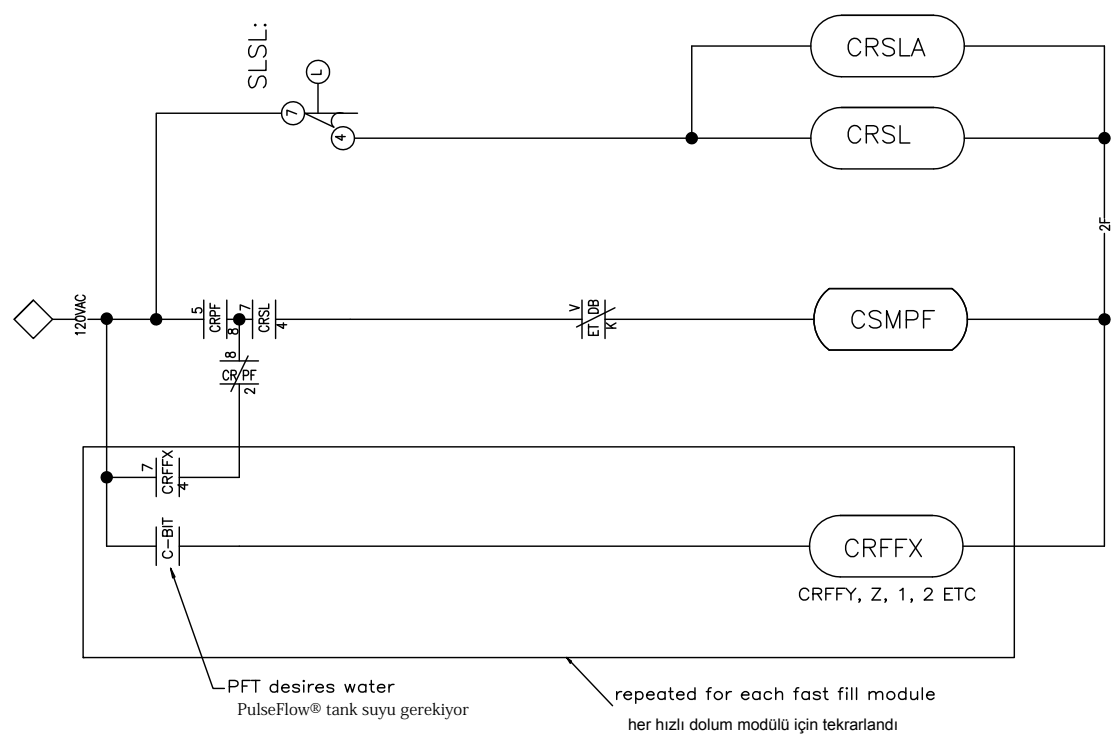 SLSL:
L
7
4
CRSLA
CRSL
2F
120VAC
5
CRPF
8
7
CRSL
4
V
ET DB
K
CSMPF
8
CRPF
2
7
CRFFX
4
C-BIT
CRFFX
CRFFY, Z, 1, 2 ETC
PFT desires water
PulseFlow® tank suyu gerekiyor
repeated for each fast fill module
her hızlı dolum modülü için tekrarlandı